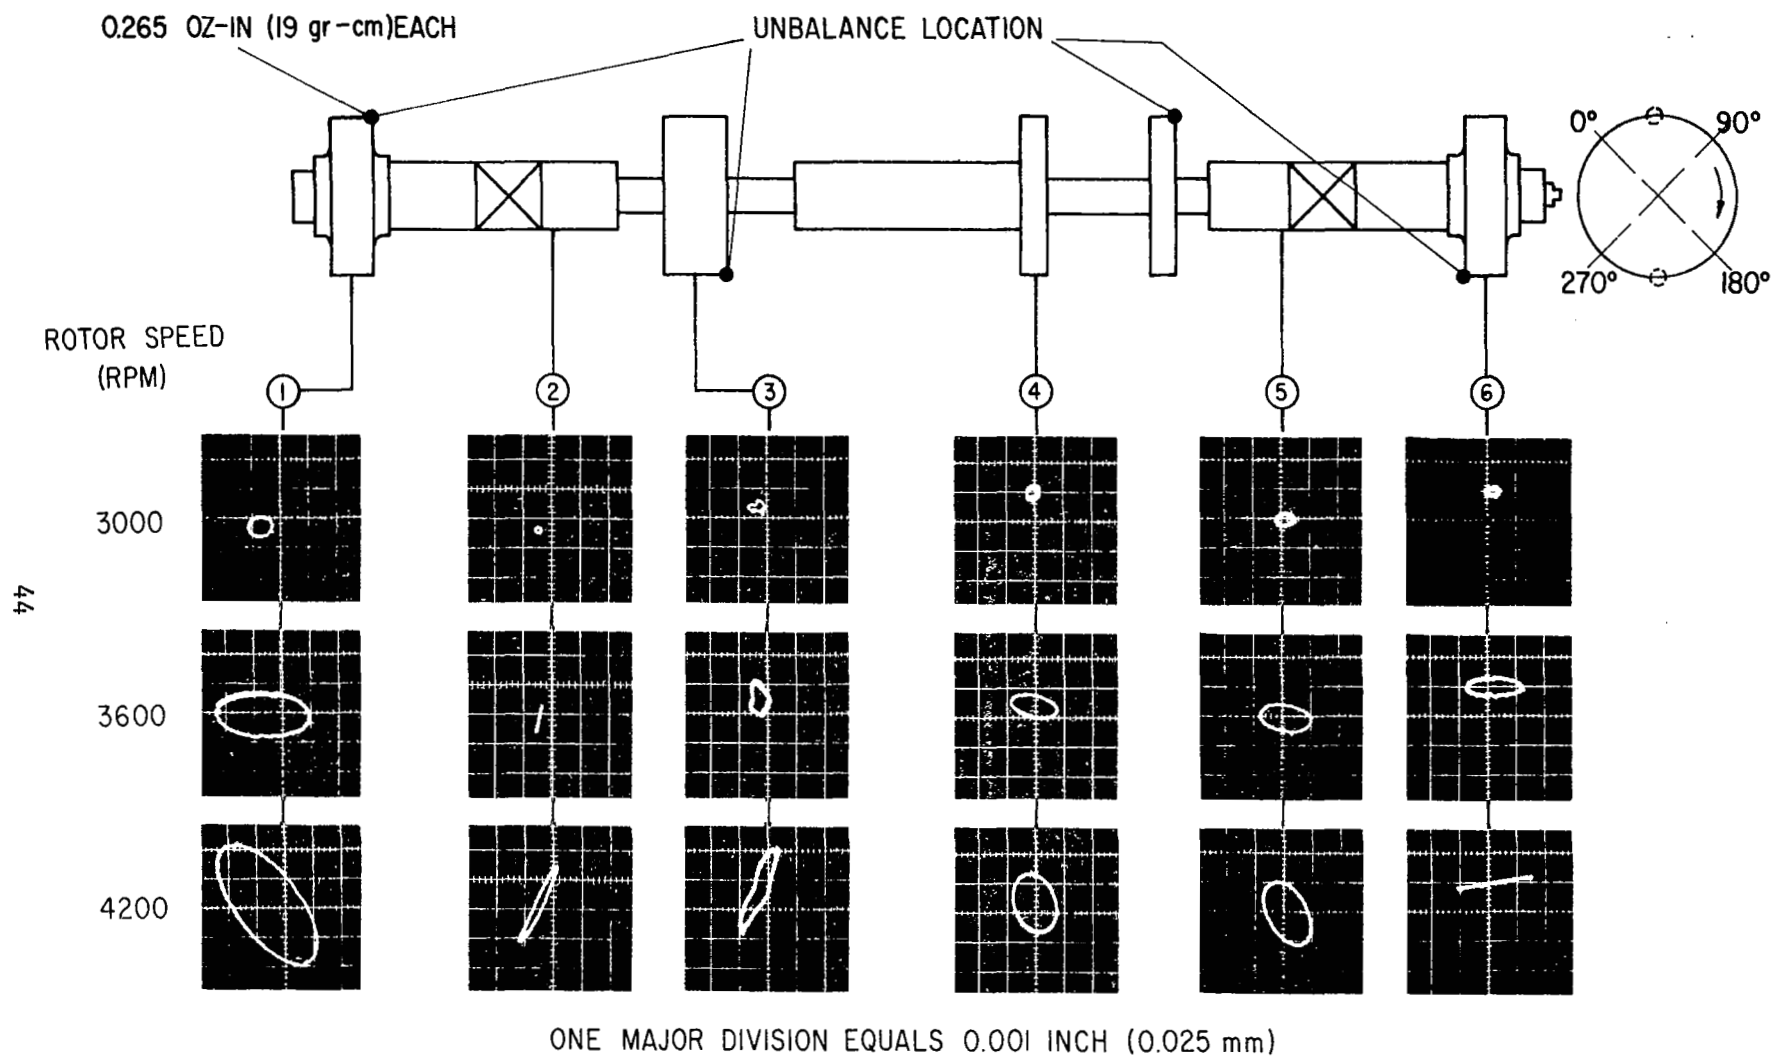 0.265 OZ-IN (19 gr-cm)EACH
UNBALANCE LOCATION
0° 90°
270° 180°
ROTOR SPEED
(RPM)
1 2 3 4 5 6
3000
3600
4200
44
ONE MAJOR DIVISION EQUALS 0.001 INCH (0.025 mm)